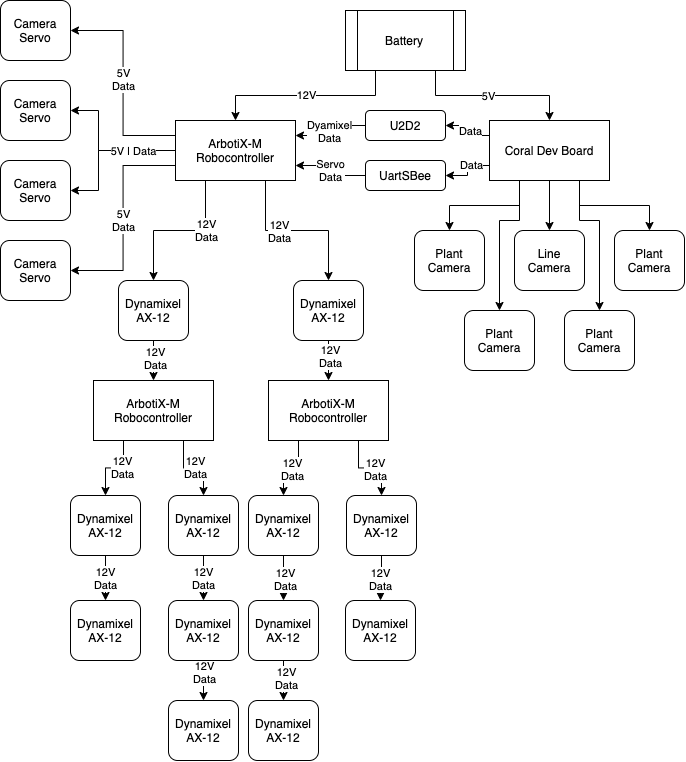 Camera
Servo
Battery
5V
Data
12V
5V
Camera
Servo
ArbotiX-M
Robocontroller
Dyamixel
Data
U2D2
Data
Coral Dev Board
5V | Data
Servo
Data
UartSBee
Data
Camera
Servo
5V
Data
12V
Data
12V
Data
Camera
Servo
Plant
Camera
Line
Camera
Plant
Camera
Dynamixel
AX-12
Dynamixel
AX-12
Plant
Camera
Plant
Camera
12V
Data
12V
Data
ArbotiX-M
Robocontroller
ArbotiX-M
Robocontroller
12V
Data
12V
Data
12V
Data
12V
Data
Dynamixel
AX-12
Dynamixel
AX-12
Dynamixel
AX-12
Dynamixel
AX-12
12V
Data
12V
Data
12V
Data
12V
Data
Dynamixel
AX-12
Dynamixel
AX-12
Dynamixel
AX-12
Dynamixel
AX-12
12V
Data
12V
Data
Dynamixel
AX-12
Dynamixel
AX-12